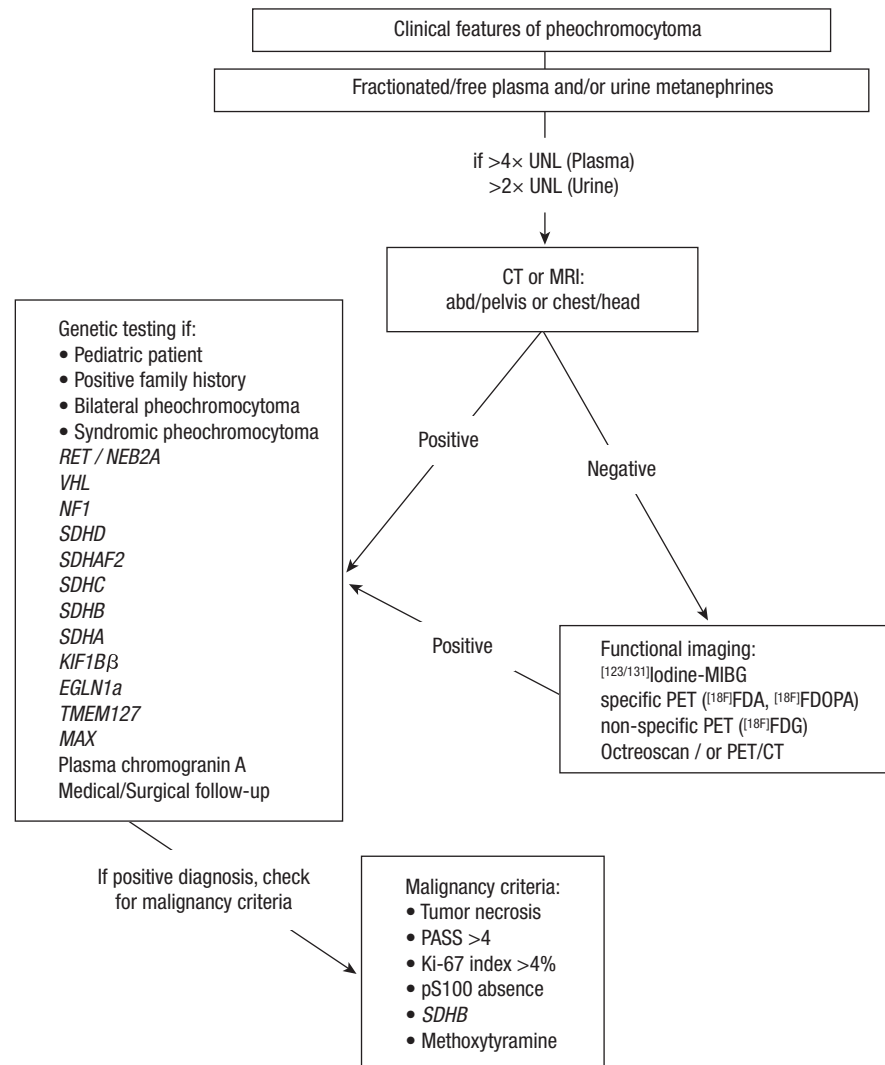 Clinical features of pheochromocytoma
Fractionated/free plasma and/or urine metanephrines
if >4× UNL (Plasma)
>2× UNL (Urine)
CT or MRI:
abd/pelvis or chest/head
Genetic testing if:
• Pediatric patient
• Positive family history
• Bilateral pheochromocytoma
• Syndromic pheochromocytoma
RET / NEB2A
VHL
NF1
SDHD
SDHAF2
SDHC
SDHB
SDHA
KIF1Bβ
EGLN1a
TMEM127
MAX
Plasma chromogranin A
Medical/Surgical follow-up
Positive
Negative
Positive
Functional imaging:
[123/131]Iodine-MIBG
specific PET ([18F]FDA, [18F]FDOPA)
non-specific PET ([18F]FDG)
Octreoscan / or PET/CT
If positive diagnosis, check
for malignancy criteria
Malignancy criteria:
• Tumor necrosis
• PASS >4
• Ki-67 index >4%
• pS100 absence
• SDHB
• Methoxytyramine